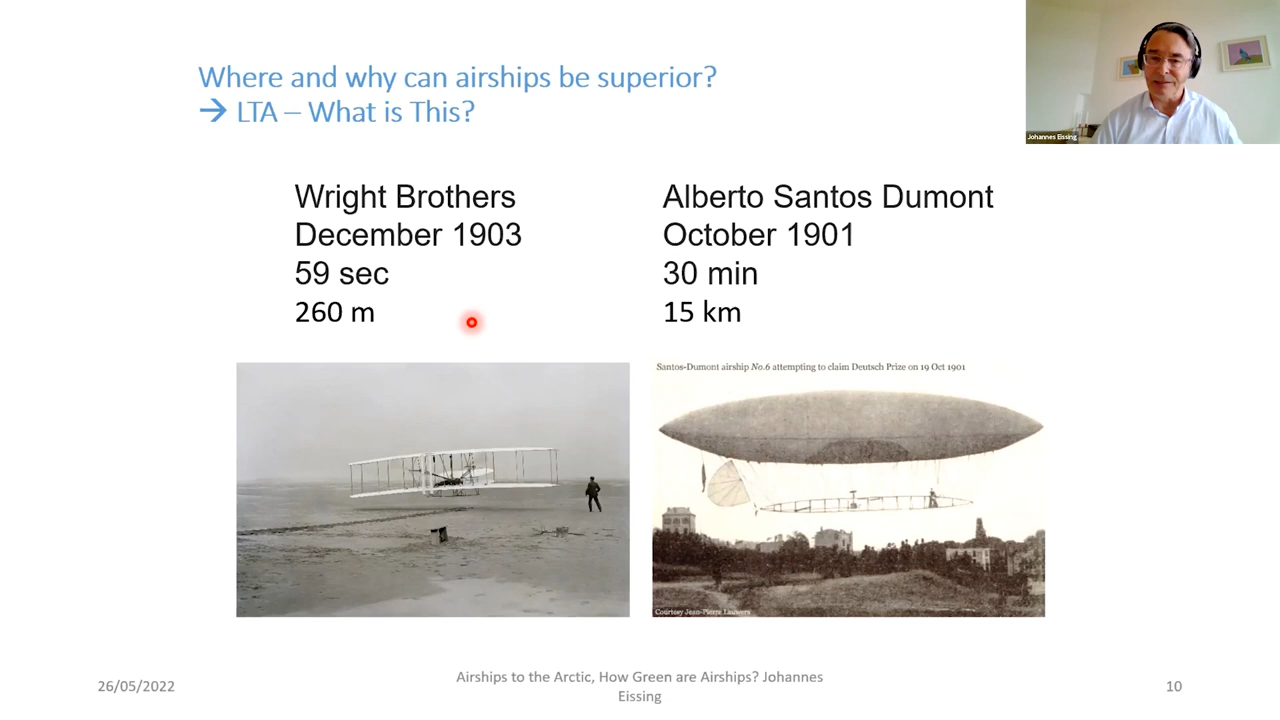 Where and why can airships be superior?
→ LTA – What is This?
Johannes Eissing
Wright Brothers
December 1903
59 sec
260 m
Alberto Santos Dumont
October 1901
30 min
15 km
Santos-Dumont airship No.6 attempting to claim Deutsch Prize on 19 Oct 1901
Courtesy Jean-Pierre Lauwers
26/05/2022
Airships to the Arctic, How Green are Airships? Johannes
Eissing
10